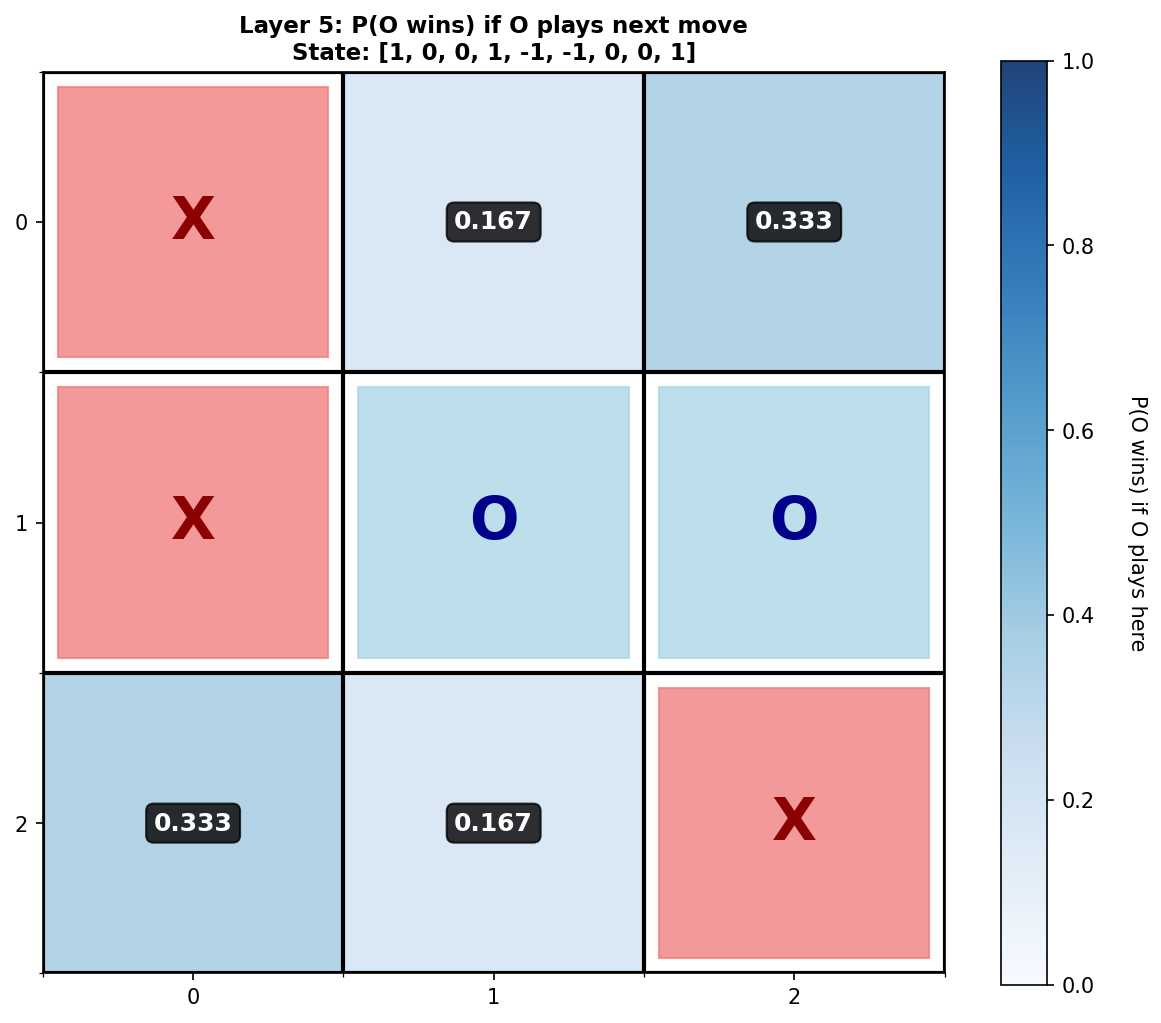 Layer 5: P(O wins) if O plays next move
State: [1, 0, 0, 1, -1, -1, 0, 0, 1]
0
X
0.167
0.333
1
X
O
O
2
0.333
0.167
X
0
1
2
1.0
0.8
0.6
0.4
0.2
0.0
P(O wins) if O plays here